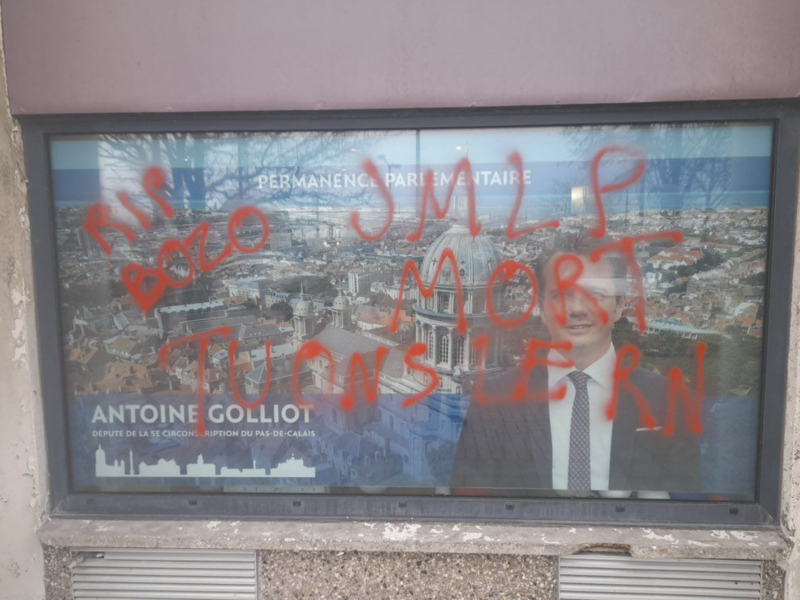 PERMANENCE PARLEMENTAIRE
RIP
BOZO
JMLP
MORT
TUONS LE RN
ANTOINE GOLLIOT
DÉPUTÉ DE LA 5E CIRCONSCRIPTION DU PAS-DE-CALAIS